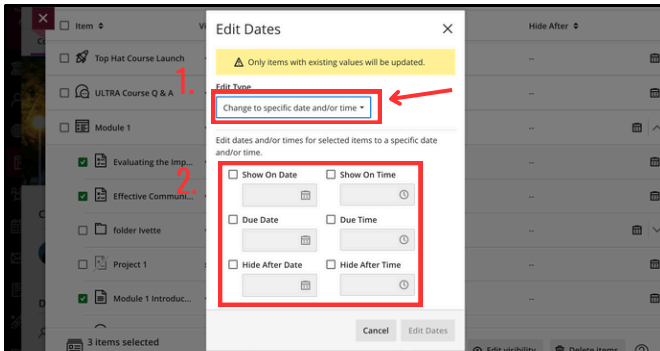 Item
Edit Dates
Hide After
Top Hat Course Launch
Only items with existing values will be updated.
--
1.
ULTRA Course Q & A
Edit Type
--
Change to specific date and/or time
Module 1
--
Edit dates and/or times for selected items to a specific date
and/or time.
Evaluating the Imp...
--
2.
Show On Date
Show On Time
Effective Communi...
--
Due Date
Due Time
folder Ivette
--
Project 1
Hide After Date
Hide After Time
--
Module 1 Introduc...
--
Cancel
Edit Dates
3 items selected
Edit visibility
Delete items